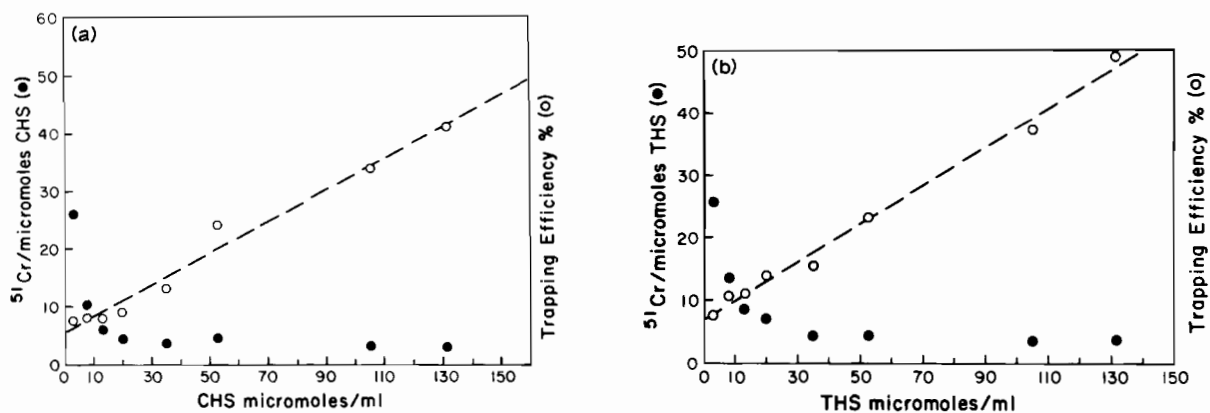 (a)
60
50
40
30
20
10
0
⁵¹Cr/micromoles CHS (●)
Trapping Efficiency % (o)
0 10 30 50 70 90 110 130 150
CHS micromoles/ml
(b)
50
40
30
20
10
0
⁵¹Cr/micromoles THS (●)
Trapping Efficiency % (o)
0 10 30 50 70 90 110 130 150
THS micromoles/ml